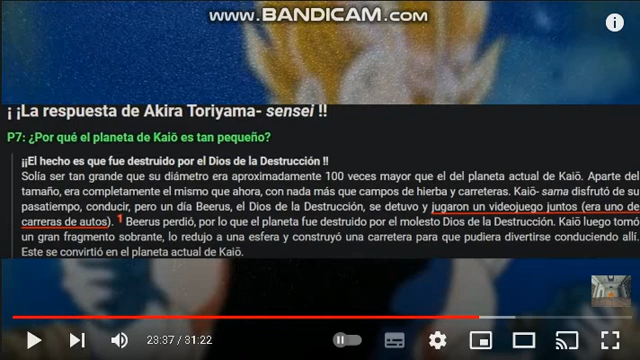 WWW.BANDICAM.COM
¡ ¡La respuesta de Akira Toriyama- sensei !!
P7: ¿Por qué el planeta de Kaiō es tan pequeño?
¡¡El hecho es que fue destruido por el Dios de la Destrucción !!
Solía ser tan grande que su diámetro era aproximadamente 100 veces mayor que el del planeta actual de Kaiō. Aparte del
tamaño, era completamente el mismo que ahora, con nada más que campos de hierba y carreteras. Kaiō- sama disfrutó de su
pasatiempo, conducir, pero un día Beerus, el Dios de la Destrucción, se detuvo y jugaron un videojuego juntos (era uno de
carreras de autos). 1 Beerus perdió, por lo que el planeta fue destruido por el molesto Dios de la Destrucción. Kaiō luego tomó
un gran fragmento sobrante, lo redujo a una esfera y construyó una carretera para que pudiera divertirse conduciendo allí.
Este se convirtió en el planeta actual de Kaiō.
23:37 / 31:22